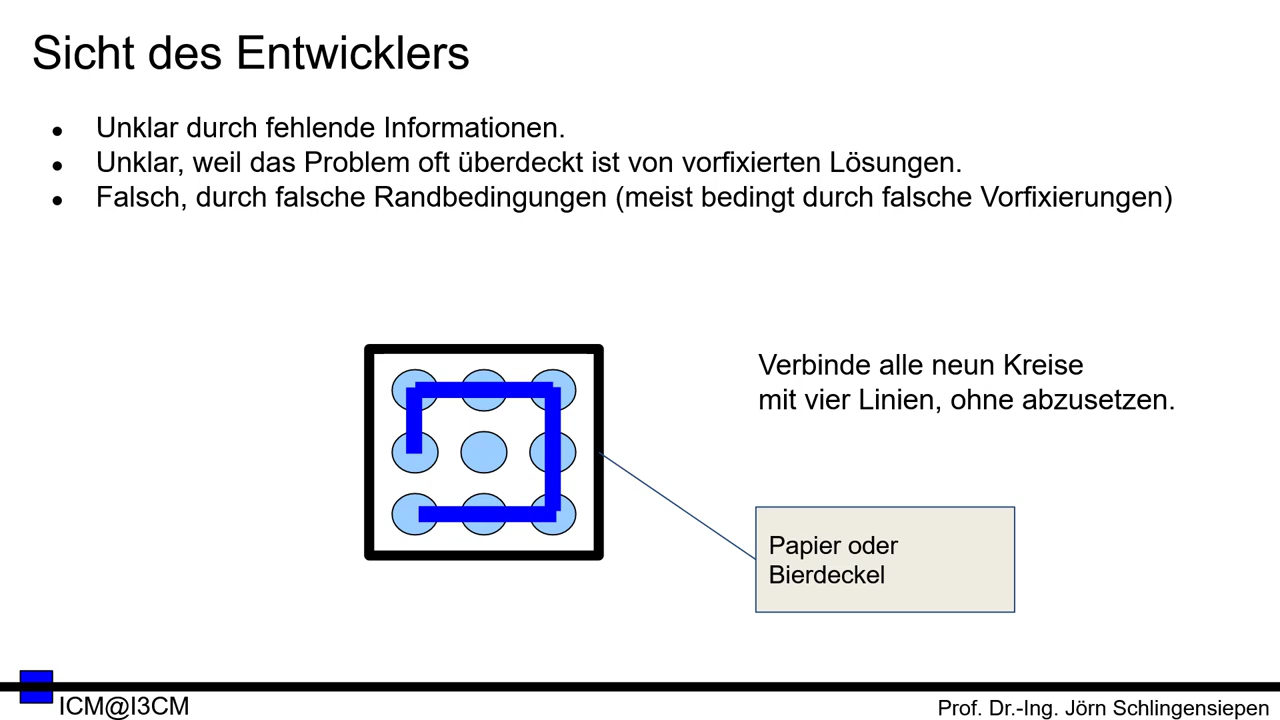 Sicht des Entwicklers
● Unklar durch fehlende Informationen.
● Unklar, weil das Problem oft überdeckt ist von vorfixierten Lösungen.
● Falsch, durch falsche Randbedingungen (meist bedingt durch falsche Vorfixierungen)
Verbinde alle neun Kreise
mit vier Linien, ohne abzusetzen.
Papier oder
Bierdeckel
ICM@I3CM
Prof. Dr.-Ing. Jörn Schlingensiepen